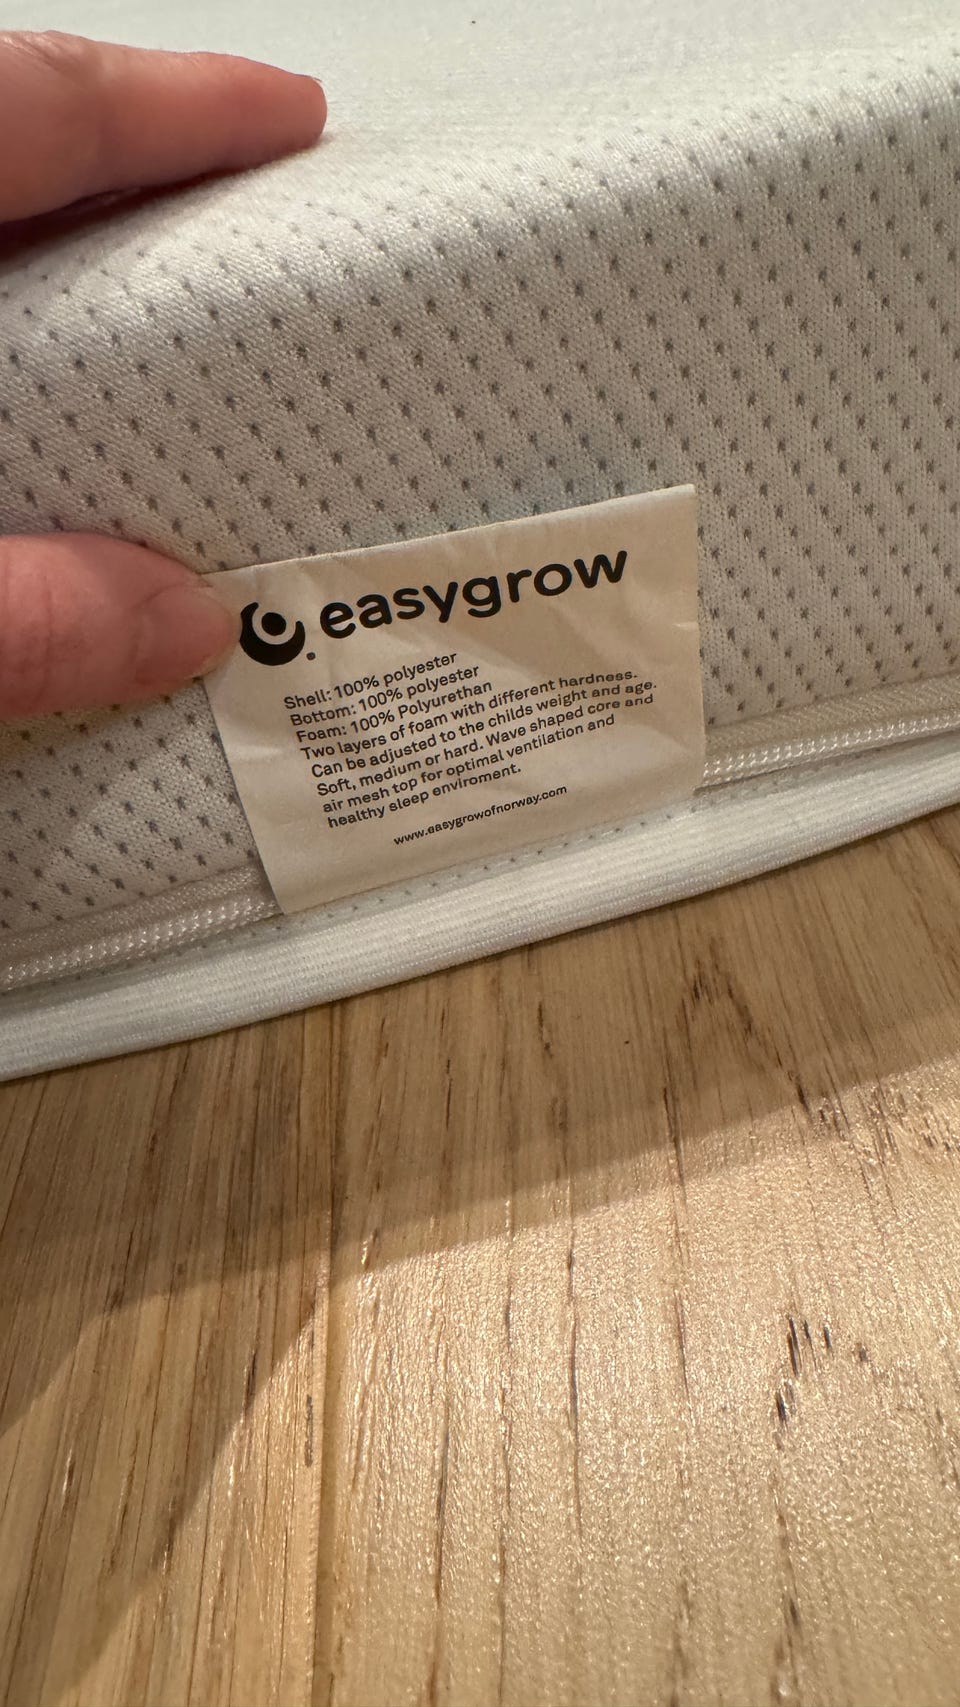 easygrow
Shell: 100% polyester
Bottom: 100% polyester
Foam: 100% Polyurethan
Two layers of foam with different hardness.
Can be adjusted to the childs weight and age.
Soft, medium or hard. Wave shaped core and
air mesh top for optimal ventilation and
healthy sleep enviroment.
www.easygrowofnorway.com